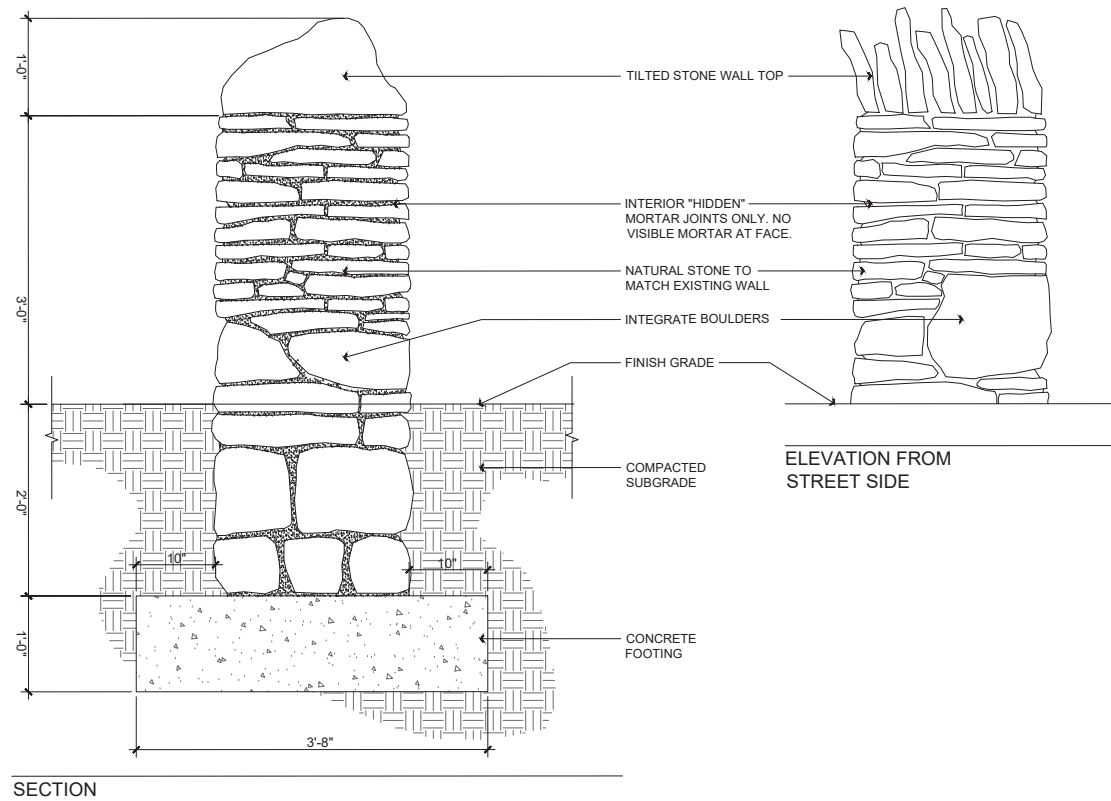 1'-0"
TILTED STONE WALL TOP
3'-0"
INTERIOR "HIDDEN"
MORTAR JOINTS ONLY. NO
VISIBLE MORTAR AT FACE.
NATURAL STONE TO
MATCH EXISTING WALL
INTEGRATE BOULDERS
FINISH GRADE
2'-0"
COMPACTED
SUBGRADE
10"
10"
1'-0"
CONCRETE
FOOTING
3'-8"
SECTION
ELEVATION FROM
STREET SIDE